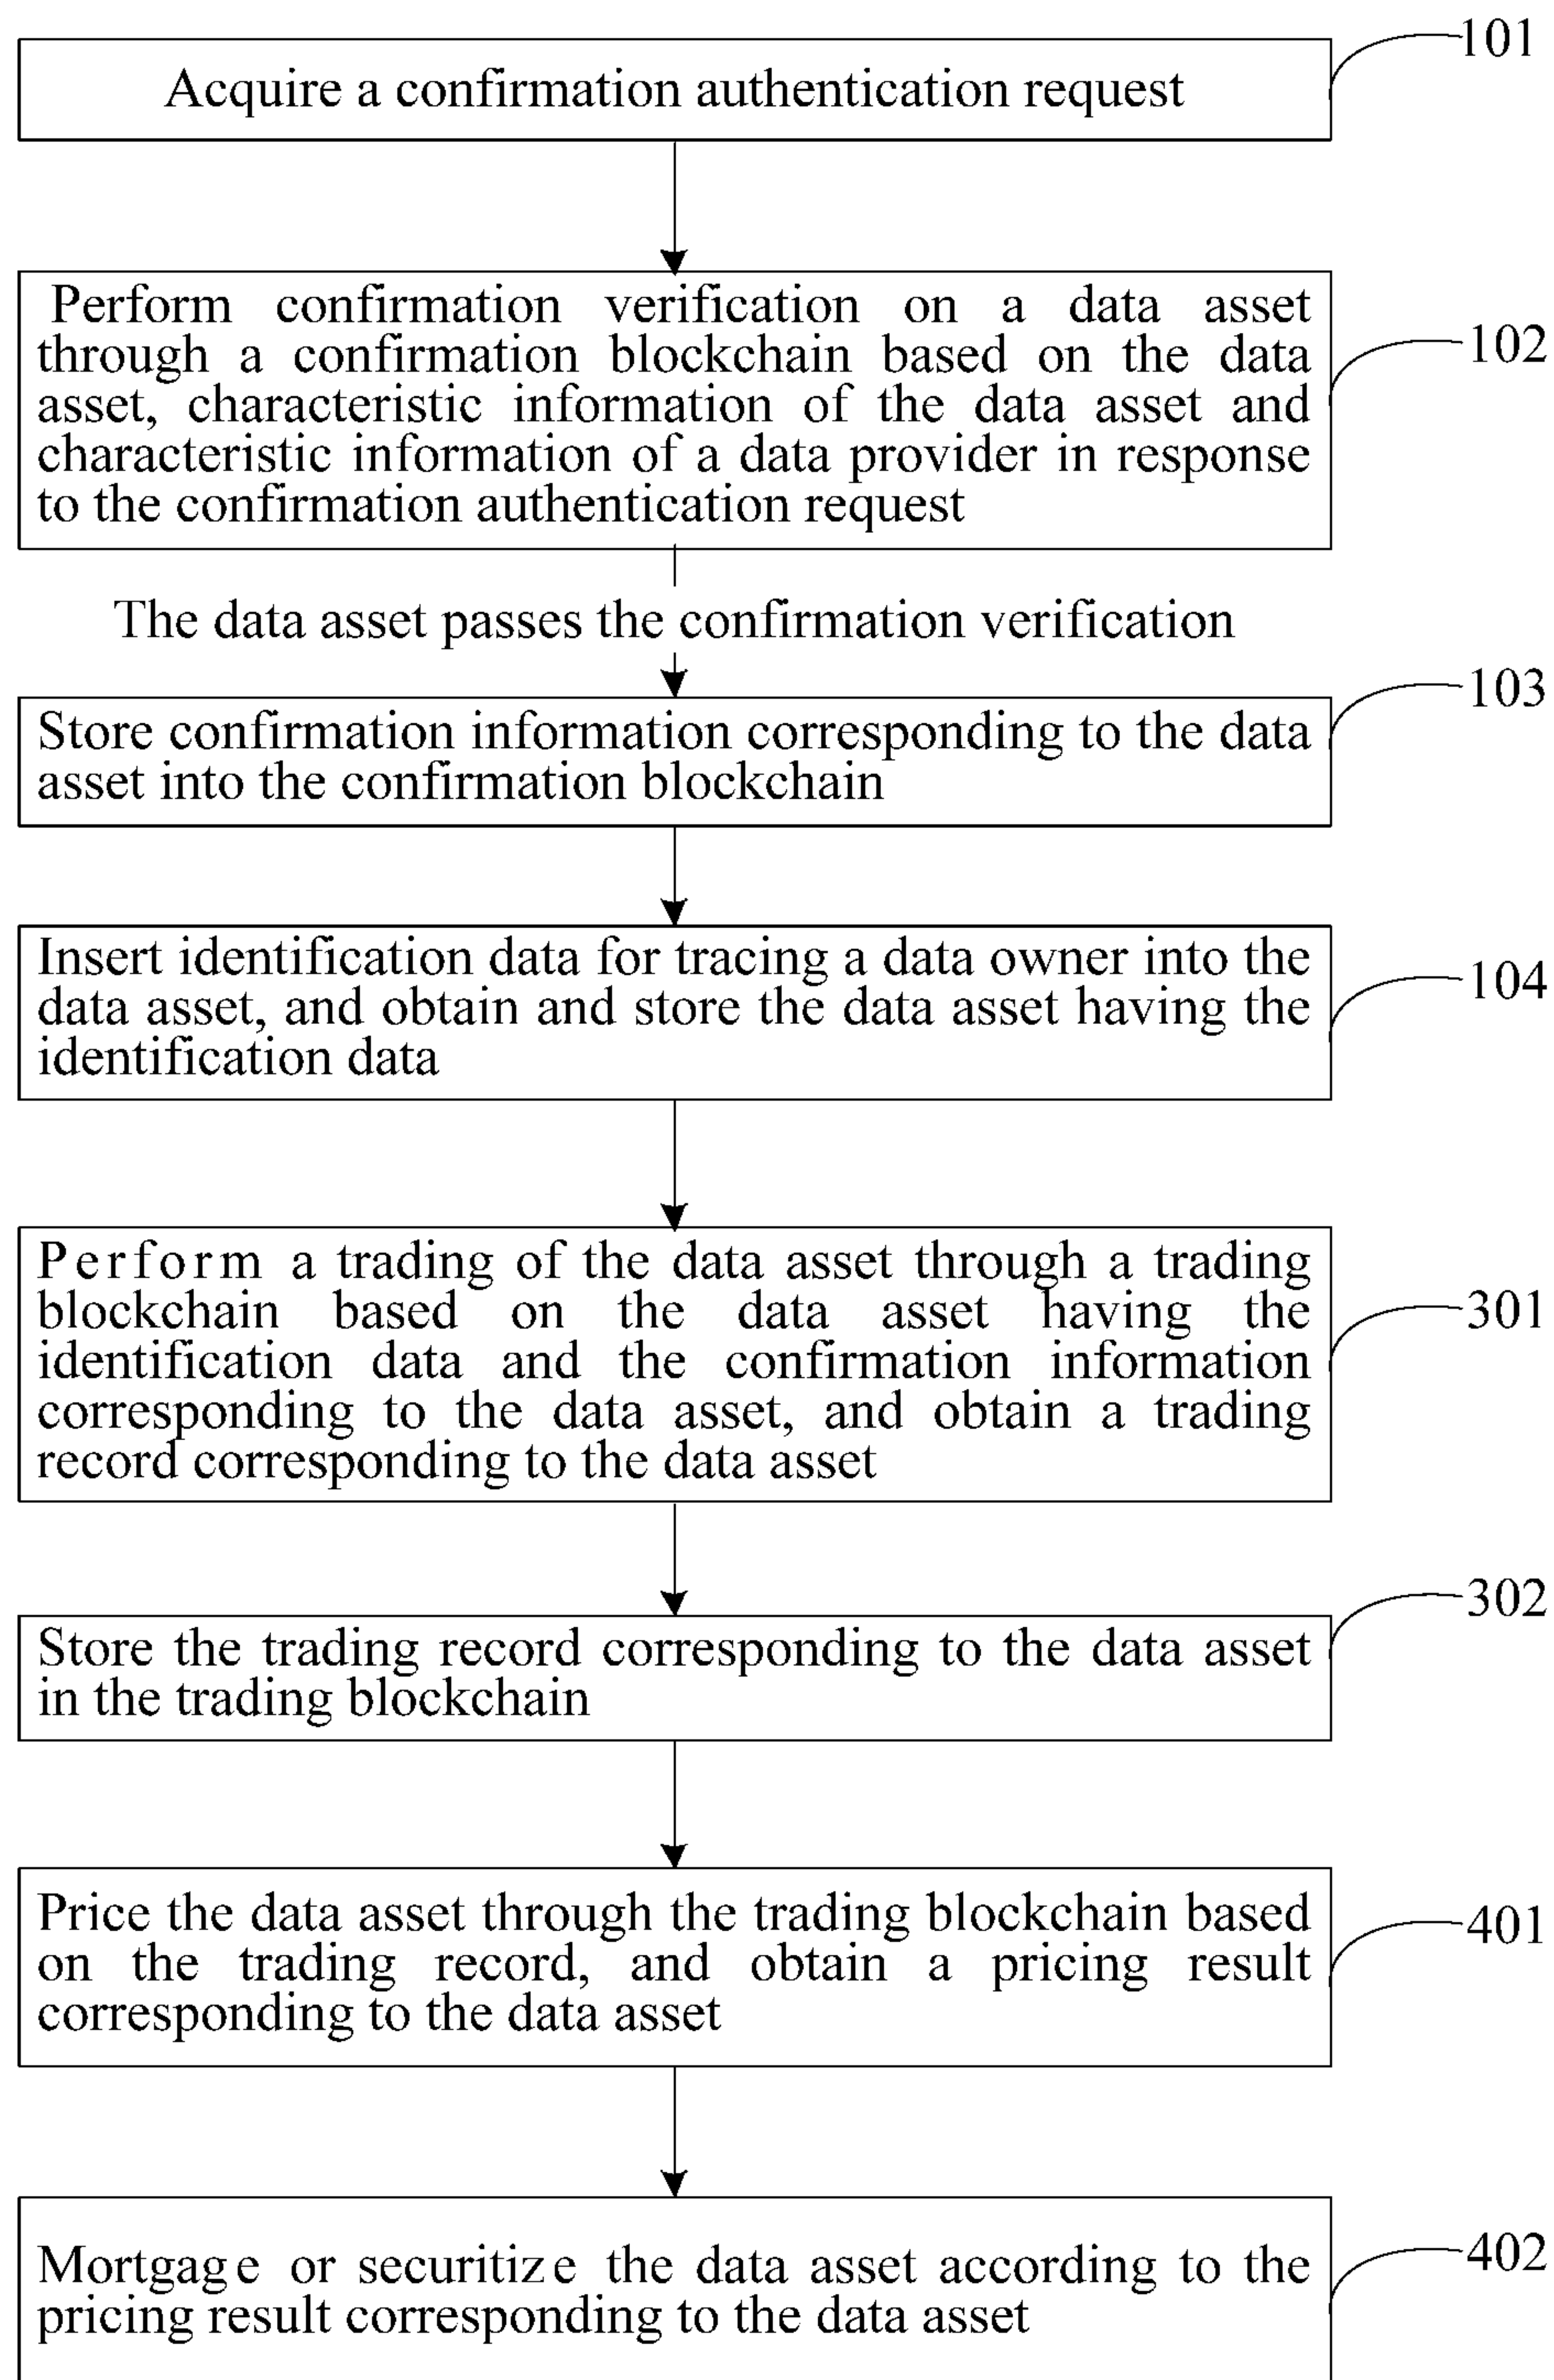 101
Acquire a confirmation authentication request
102
Perform confirmation verification on a data asset
through a confirmation blockchain based on the data
asset, characteristic information of the data asset and
characteristic information of a data provider in response
to the confirmation authentication request
The data asset passes the confirmation verification
103
Store confirmation information corresponding to the data
asset into the confirmation blockchain
104
Insert identification data for tracing a data owner into the
data asset, and obtain and store the data asset having the
identification data
301
Perform a trading of the data asset through a trading
blockchain based on the data asset having the
identification data and the confirmation information
corresponding to the data asset, and obtain a trading
record corresponding to the data asset
302
Store the trading record corresponding to the data asset
in the trading blockchain
401
Price the data asset through the trading blockchain based
on the trading record, and obtain a pricing result
corresponding to the data asset
402
Mortgage or securitize the data asset according to the
pricing result corresponding to the data asset